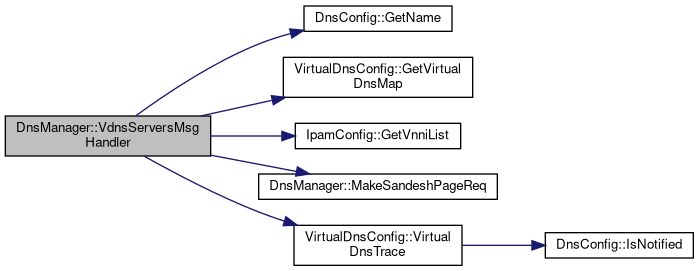 DnsConfig::GetName
VirtualDnsConfig::GetVirtual
DnsMap
DnsManager::VdnsServersMsg
Handler
IpamConfig::GetVnniList
DnsManager::MakeSandeshPageReq
VirtualDnsConfig::Virtual
DnsTrace
DnsConfig::IsNotified